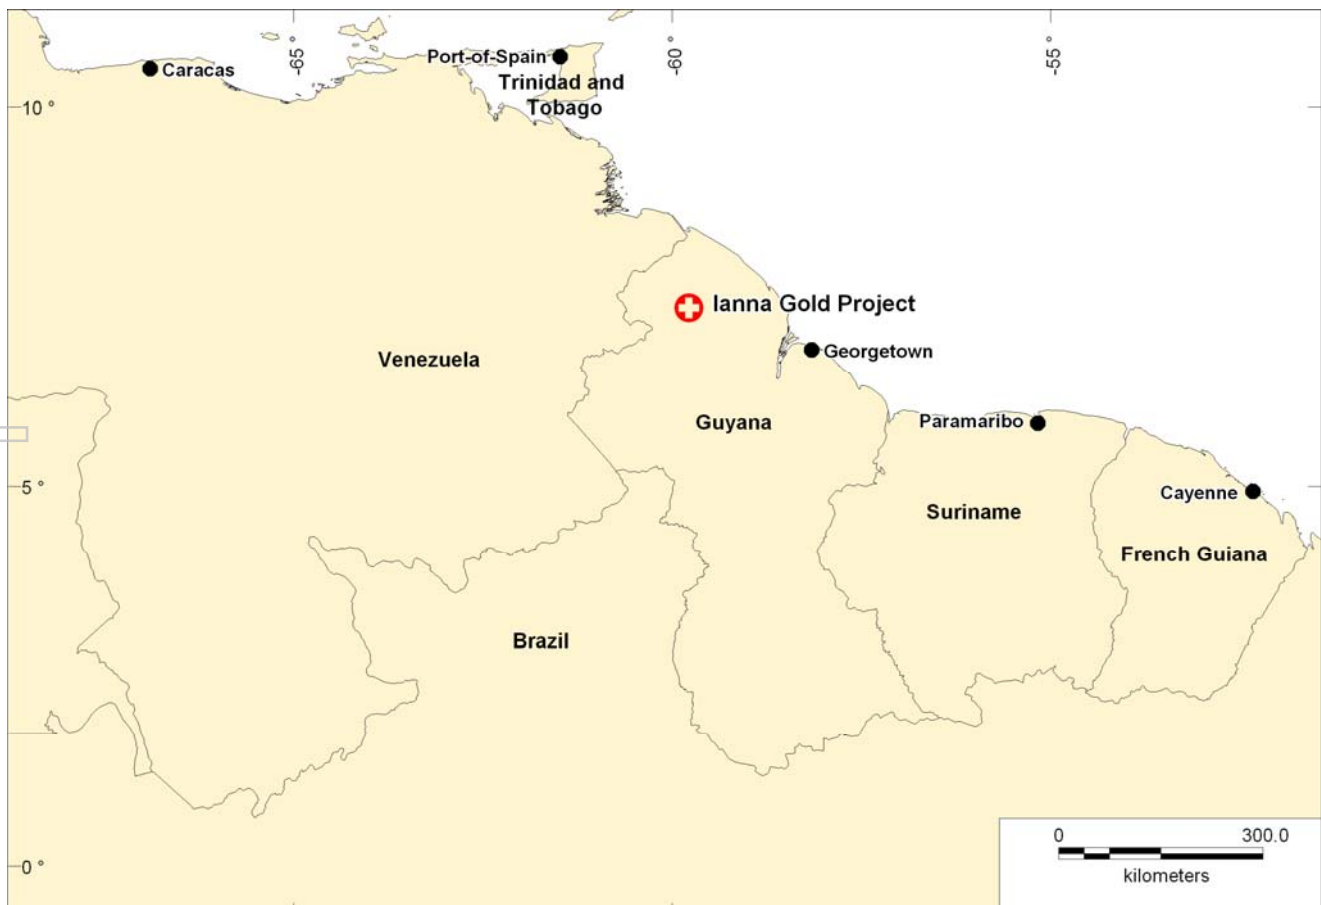 -65
-60
-55
Caracas
Port-of-Spain
Trinidad and
Tobago
10 °
Ianna Gold Project
Venezuela
Georgetown
Guyana
Paramaribo
5 °
Cayenne
Suriname
French Guiana
Brazil
0
300.0
kilometers
0 °